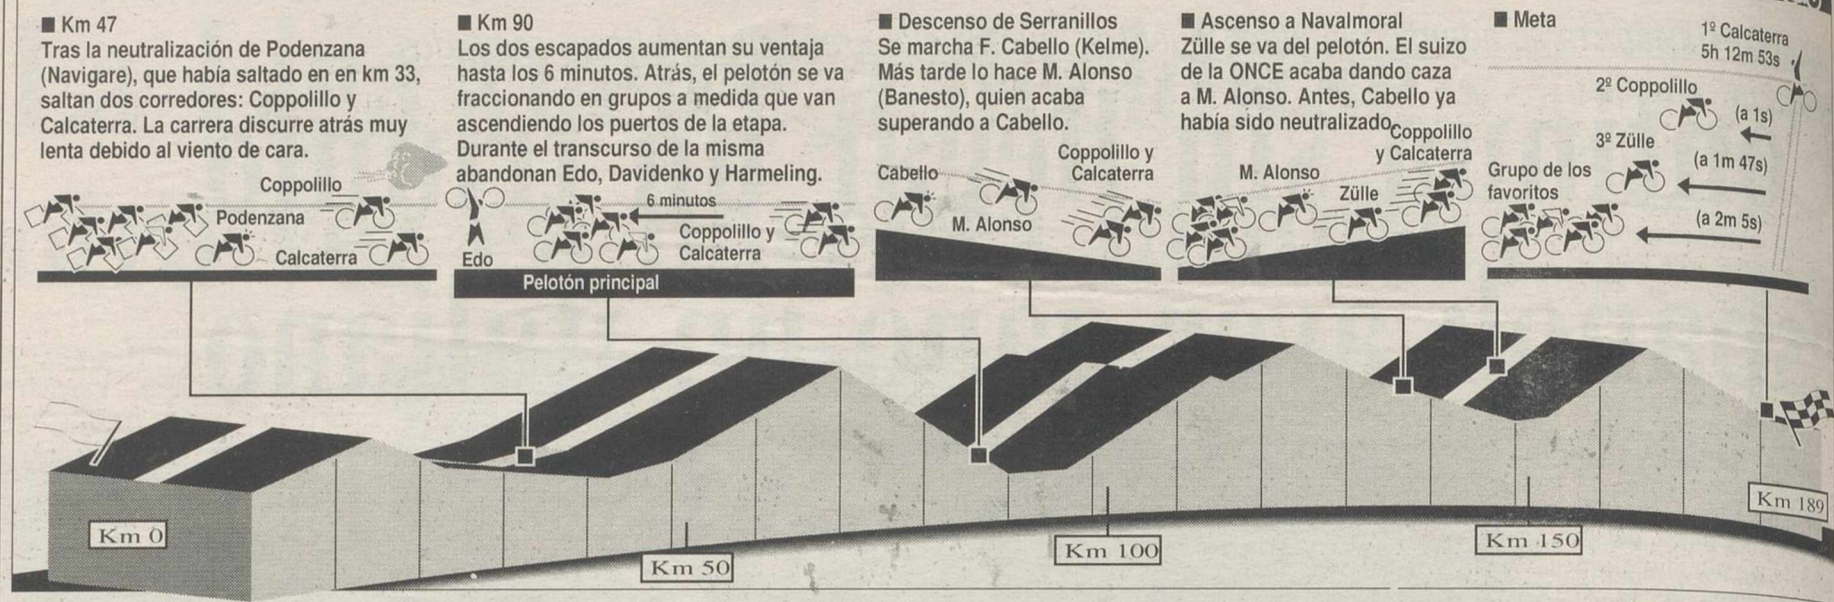 ■ Km 47
Tras la neutralización de Podenzana
(Navigare), que había saltado en en km 33,
saltan dos corredores: Coppolillo y
Calcaterra. La carrera discurre atrás muy
lenta debido al viento de cara.
Coppolillo
Podenzana
Calcaterra
■ Km 90
Los dos escapados aumentan su ventaja
hasta los 6 minutos. Atrás, el pelotón se va
fraccionando en grupos a medida que van
ascendiendo los puertos de la etapa.
Durante el transcurso de la misma
abandonan Edo, Davidenko y Harmeling.
6 minutos
Coppolillo y
Calcaterra
Edo
Pelotón principal
■ Descenso de Serranillos
Se marcha F. Cabello (Kelme).
Más tarde lo hace M. Alonso
(Banesto), quien acaba
superando a Cabello.
Coppolillo y
Calcaterra
Cabello
M. Alonso
■ Ascenso a Navalmoral
Zülle se va del pelotón. El suizo
de la ONCE acaba dando caza
a M. Alonso. Antes, Cabello ya
había sido neutralizado.
Coppolillo
y Calcaterra
M. Alonso
Zülle
■ Meta
1º Calcaterra
5h 12m 53s
2º Coppolillo
(a 1s)
3º Zülle
(a 1m 47s)
Grupo de los
favoritos
(a 2m 5s)
Km 0
Km 50
Km 100
Km 150
Km 189